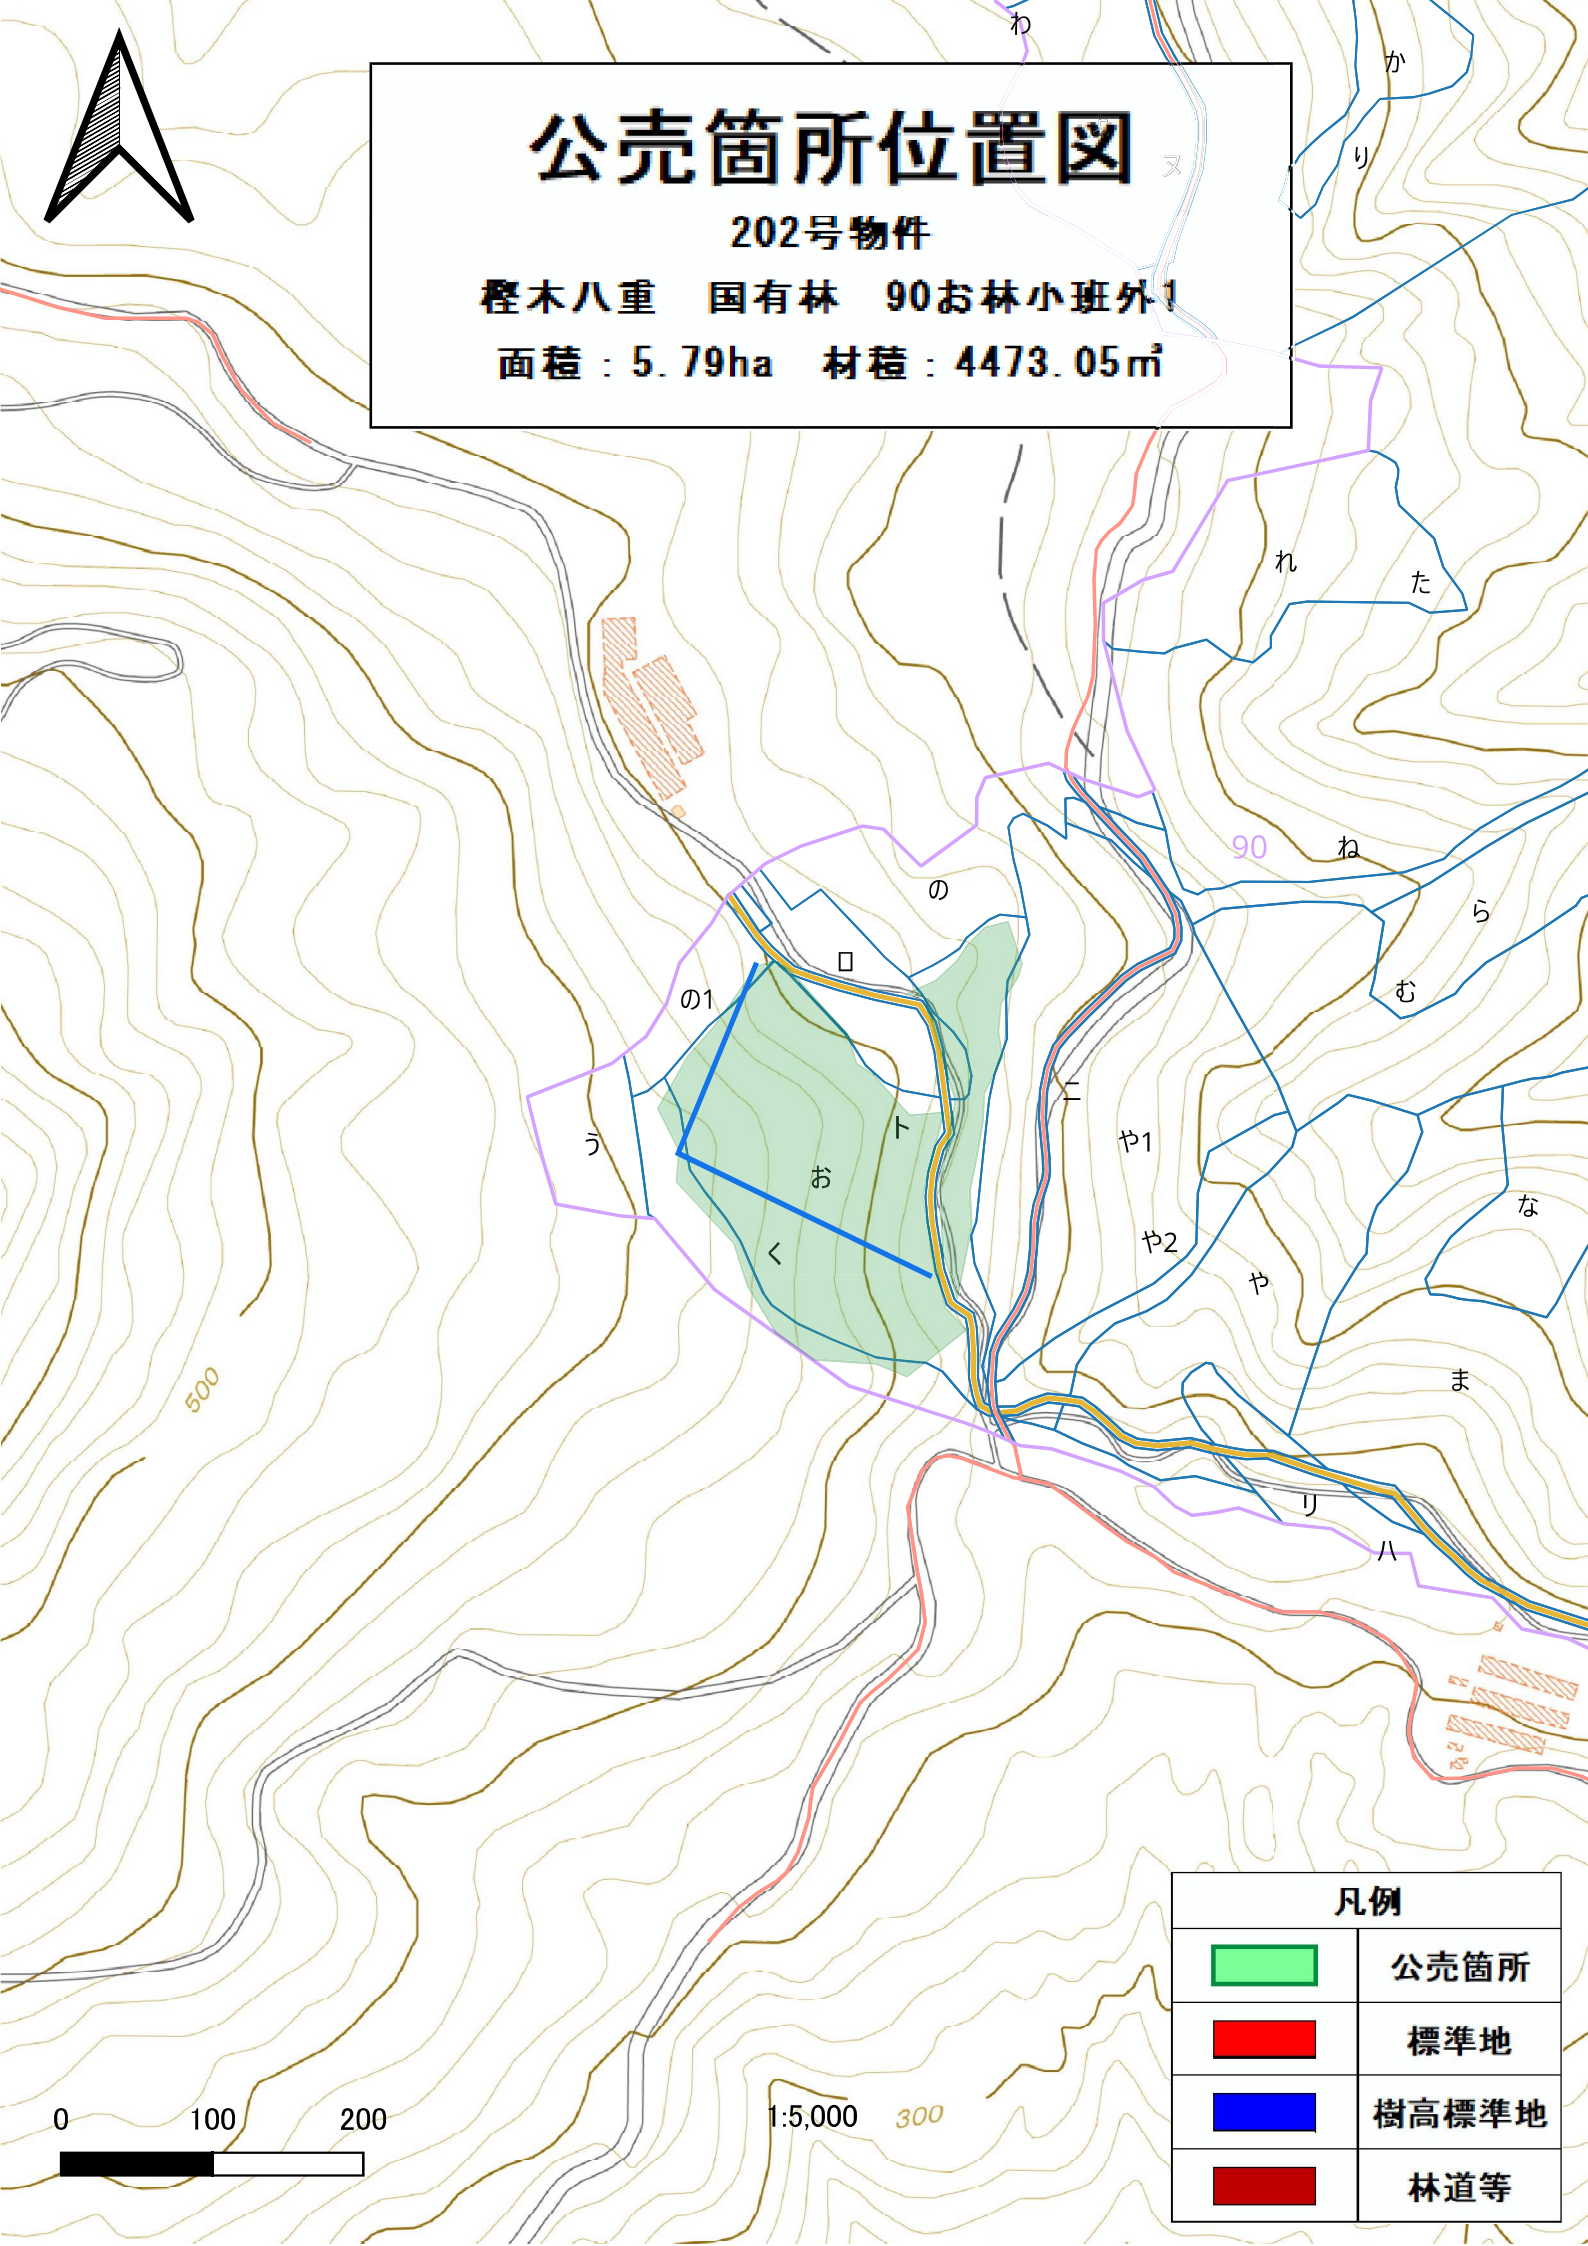 わ
か
り
公売箇所位置図
ヌ
202号物件
樫木八重　国有林　90お林小班外1
面積：5.79ha　材積：4473.05㎥
れ
た
90
ね
の
ら
ロ
の1
む
ニ
ト
や1
う
お
な
く
や2
や
ま
500
リ
ハ
凡例
公売箇所
標準地
樹高標準地
林道等
0 100 200
1:5,000
300